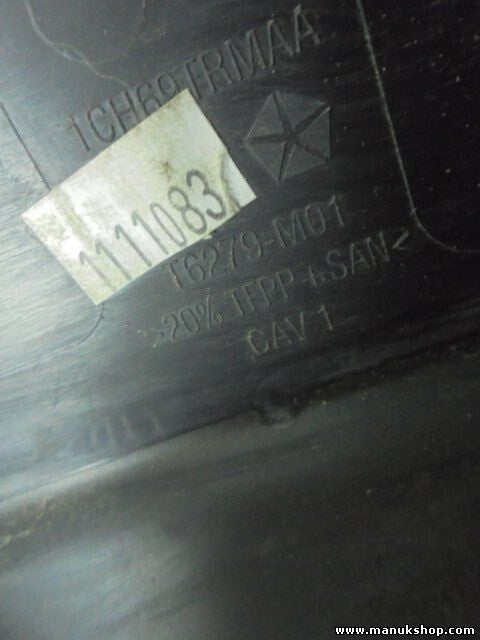 1CH69TRMAA
1111083
T6279-M01
>20% TFPP + SAN<
CAV 1
www.manukshop.com